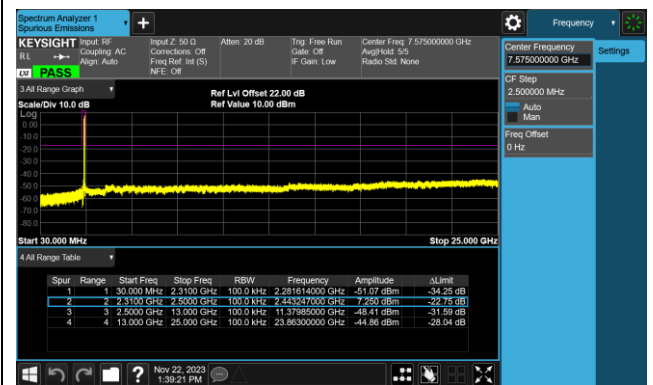 Spectrum Analyzer 1
Spurious Emissions
Frequency
KEYSIGHT Input: RF Input Z: 50 Ω Atten: 20 dB Trig: Free Run Center Freq: 7.575000000 GHz
RL Coupling: AC Corrections: Off Gate: Off Avg|Hold: 5/5
Align: Auto Freq Ref: Int (S) IF Gain: Low Radio Std: None
LXI PASS NFE: Off
Center Frequency
7.575000000 GHz
Settings
CF Step
2.500000 MHz
Auto
Man
Freq Offset
0 Hz
3 All Range Graph
Ref Lvl Offset 22.00 dB
Scale/Div 10.0 dB Ref Value 10.00 dBm
Log
0.00
-10.0
-20.0
-30.0
-40.0
-50.0
-60.0
-70.0
-80.0
Start 30.000 MHz Stop 25.000 GHz
4 All Range Table
Spur Range Start Freq Stop Freq RBW Frequency Amplitude ΔLimit
1 1 30.000 MHz 2.3100 GHz 100.0 kHz 2.281614000 GHz -51.07 dBm -34.25 dB
2 2 2.3100 GHz 2.5000 GHz 100.0 kHz 2.443247000 GHz 7.250 dBm -22.75 dB
3 3 2.5000 GHz 13.000 GHz 100.0 kHz 11.37985000 GHz -48.41 dBm -31.59 dB
4 4 13.000 GHz 25.000 GHz 100.0 kHz 23.86300000 GHz -44.86 dBm -28.04 dB
Nov 22, 2023
1:39:21 PM